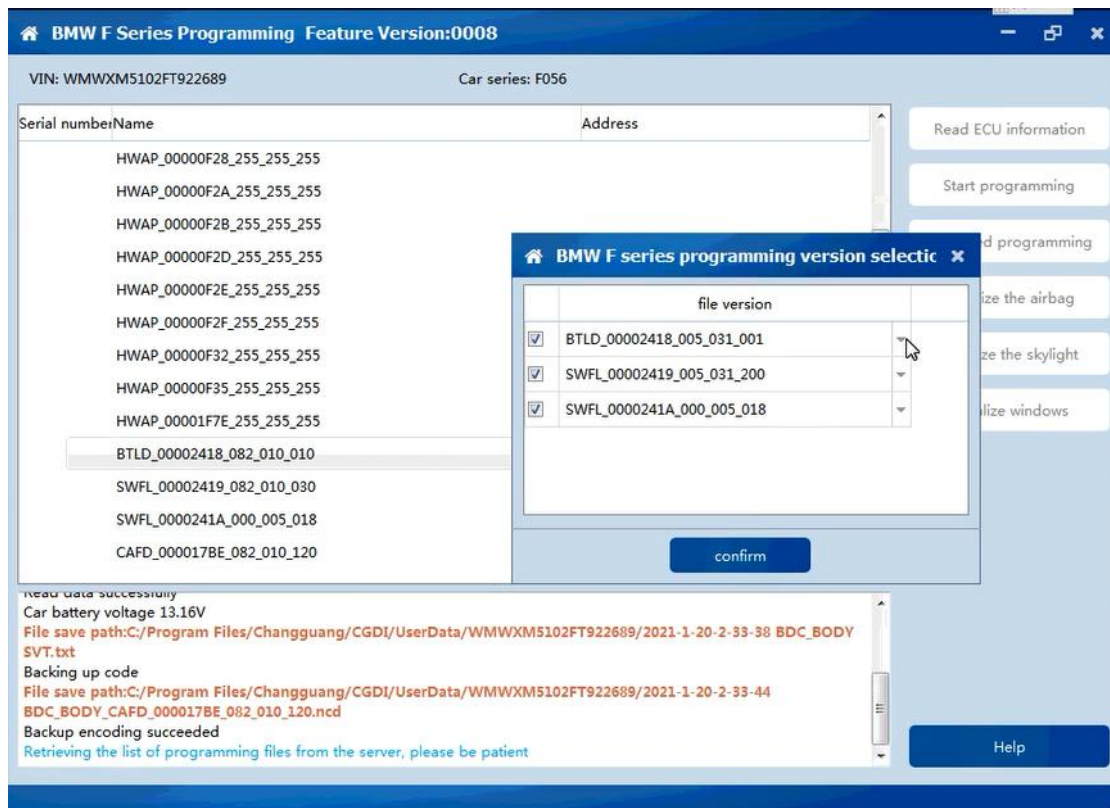 BMW F Series Programming Feature Version:0008
VIN: WMWXM5102FT922689 Car series: F056
Serial number Name Address
HWAP_00000F28_255_255_255
HWAP_00000F2A_255_255_255
HWAP_00000F2B_255_255_255
HWAP_00000F2D_255_255_255
HWAP_00000F2E_255_255_255
HWAP_00000F2F_255_255_255
HWAP_00000F32_255_255_255
HWAP_00000F35_255_255_255
HWAP_00001F7E_255_255_255
BTLD_00002418_082_010_010
SWFL_00002419_082_010_030
SWFL_0000241A_000_005_018
CAFD_000017BE_082_010_120
Read ECU information
Start programming
d programming
ize the airbag
ze the skylight
lize windows
BMW F series programming version selectic
file version
BTLD_00002418_005_031_001
SWFL_00002419_005_031_200
SWFL_0000241A_000_005_018
confirm
Read data successfully
Car battery voltage 13.16V
File save path:C:/Program Files/Changguang/CGDI/UserData/WMWXM5102FT922689/2021-1-20-2-33-38 BDC_BODY
SVT.txt
Backing up code
File save path:C:/Program Files/Changguang/CGDI/UserData/WMWXM5102FT922689/2021-1-20-2-33-44
BDC_BODY_CAFD_000017BE_082_010_120.ncd
Backup encoding succeeded
Retrieving the list of programming files from the server, please be patient
Help